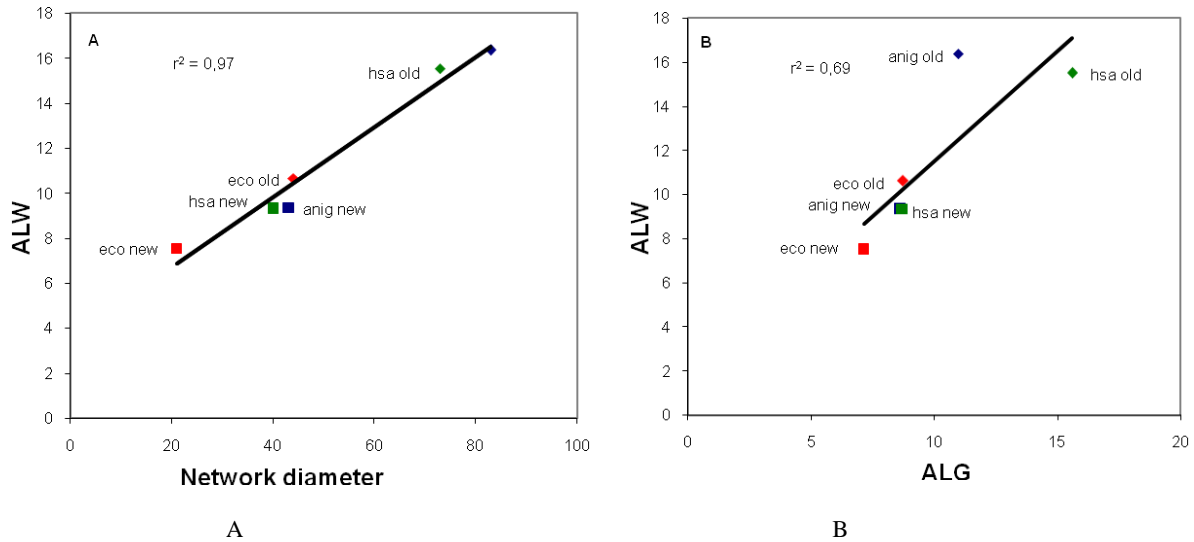 A
r² = 0,97
hsa old
eco old
hsa new
anig new
eco new
ALW
18
16
14
12
10
8
6
4
2
0
0 20 40 60 80 100
Network diameter
A
B
r² = 0,69
anig old
hsa old
eco old
anig new
hsa new
eco new
ALW
18
16
14
12
10
8
6
4
2
0
0 5 10 15 20
ALG
B